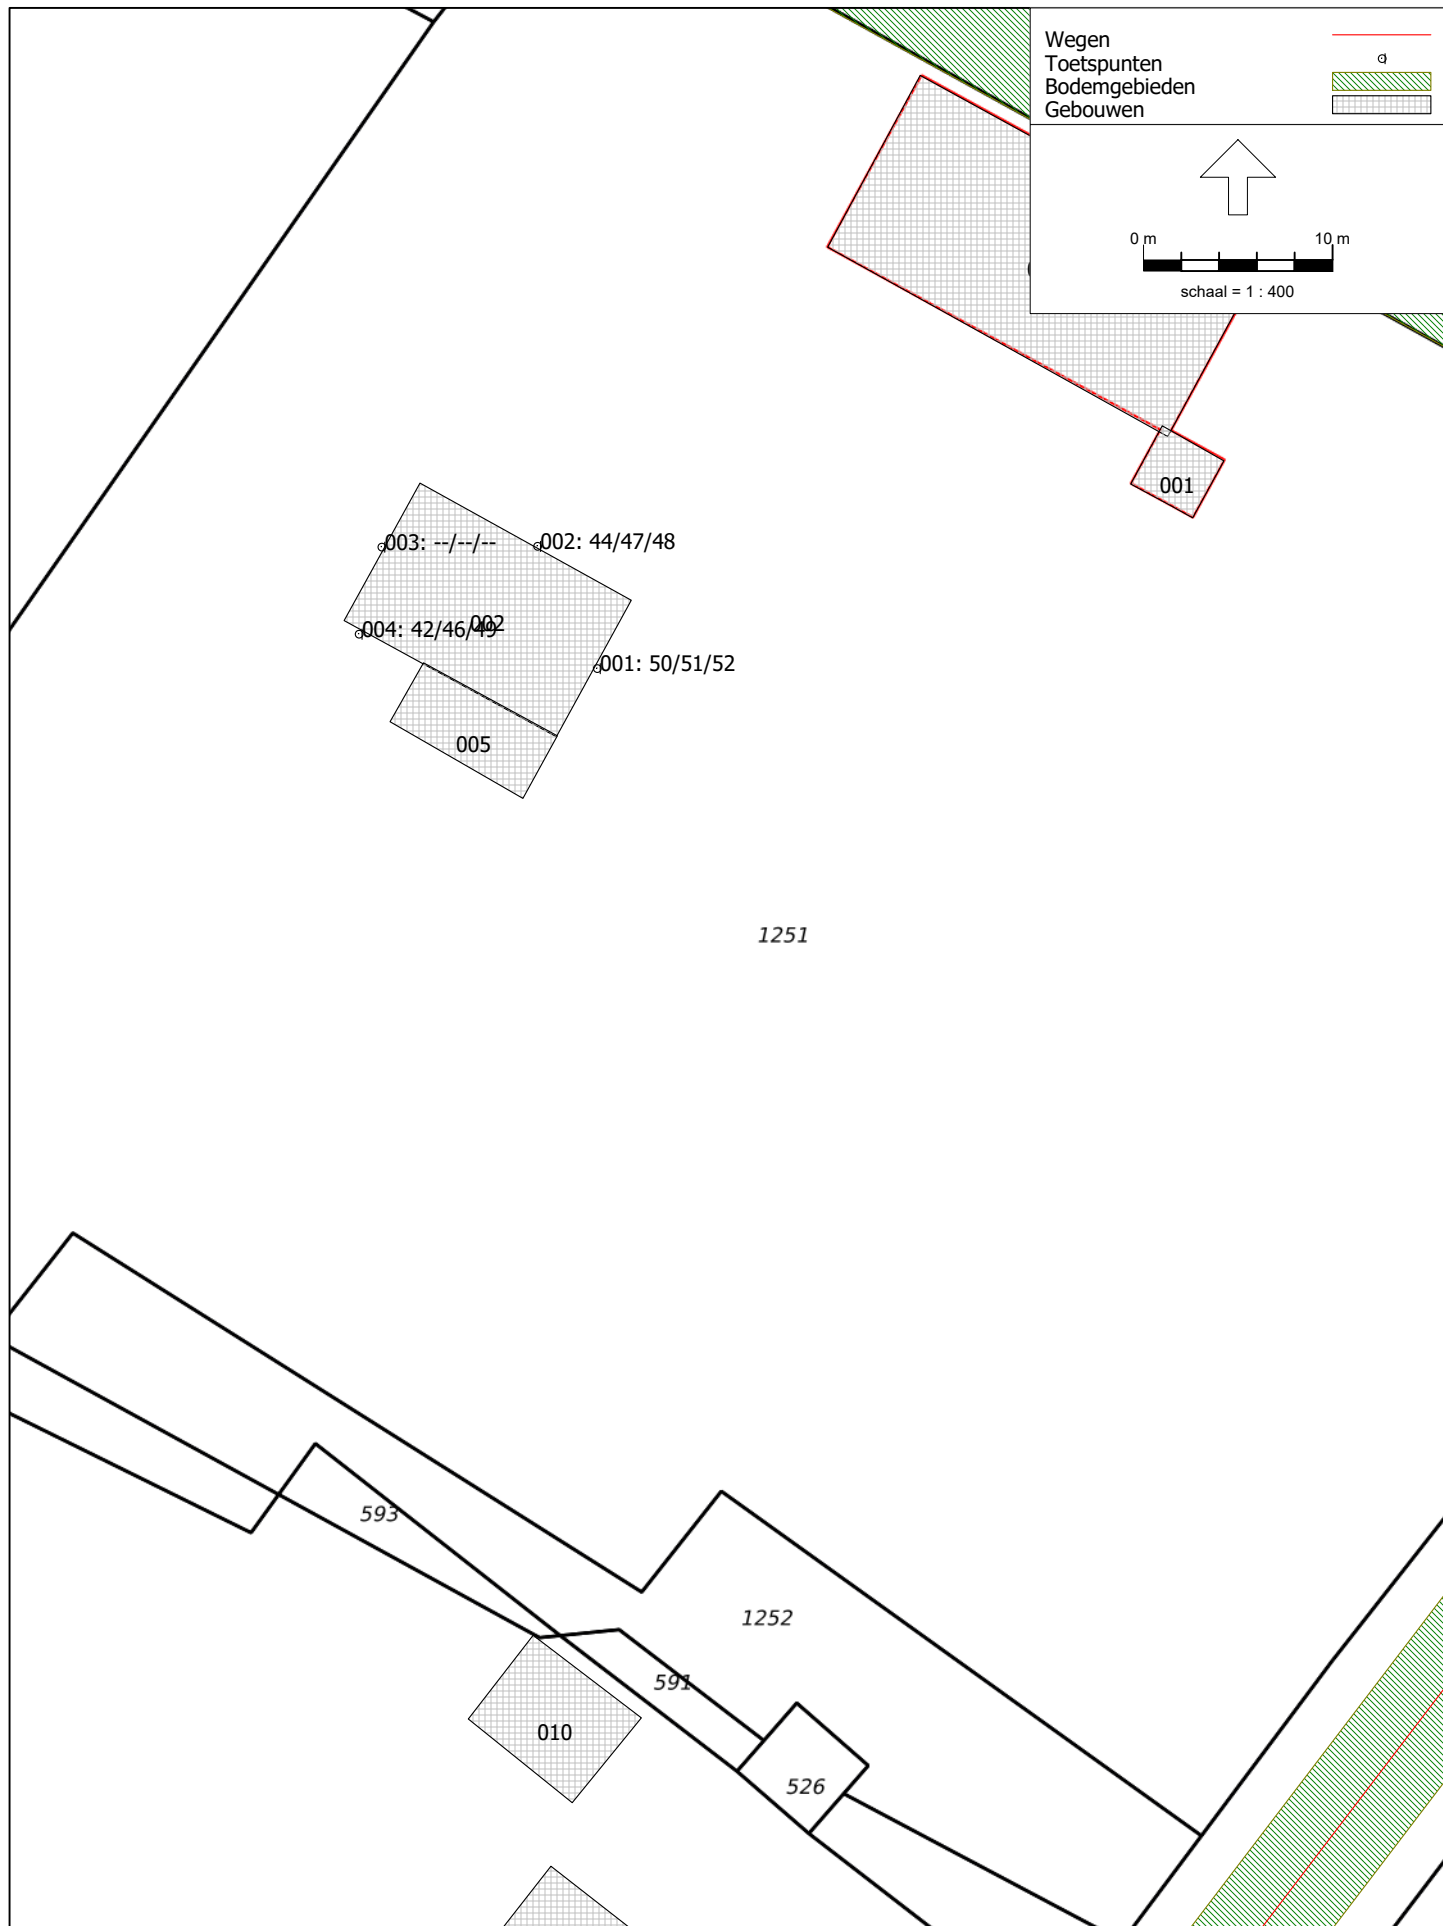 Wegen
Toetspunten
Bodemgebieden
Gebouwen
0 m 10 m
schaal = 1 : 400
001
003: --/--/--
002: 44/47/48
002
004: 42/46/49
001: 50/51/52
005
1251
593
1252
591
010
526